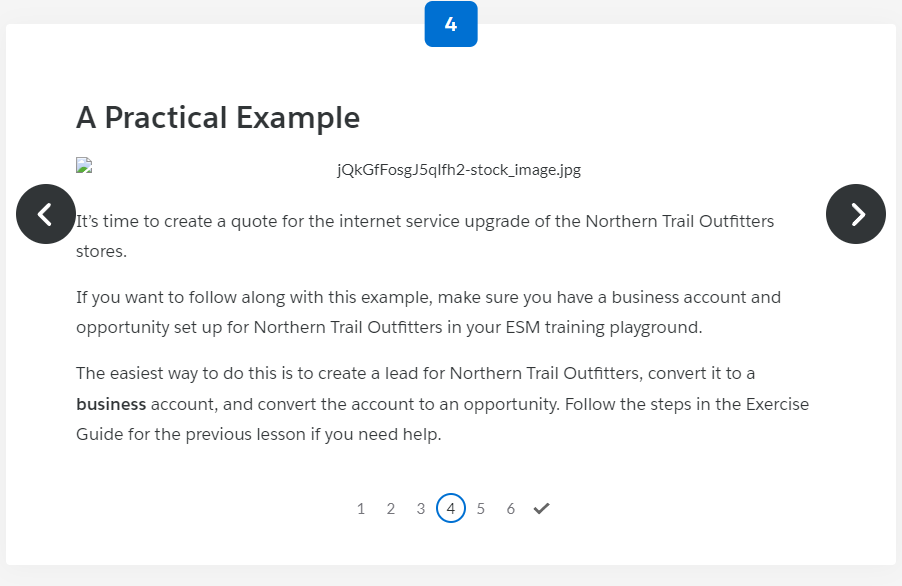 4
A Practical Example
jQkGfFosgJ5qlfh2-stock_image.jpg
It’s time to create a quote for the internet service upgrade of the Northern Trail Outfitters
stores.
If you want to follow along with this example, make sure you have a business account and
opportunity set up for Northern Trail Outfitters in your ESM training playground.
The easiest way to do this is to create a lead for Northern Trail Outfitters, convert it to a
business account, and convert the account to an opportunity. Follow the steps in the Exercise
Guide for the previous lesson if you need help.
1 2 3 4 5 6